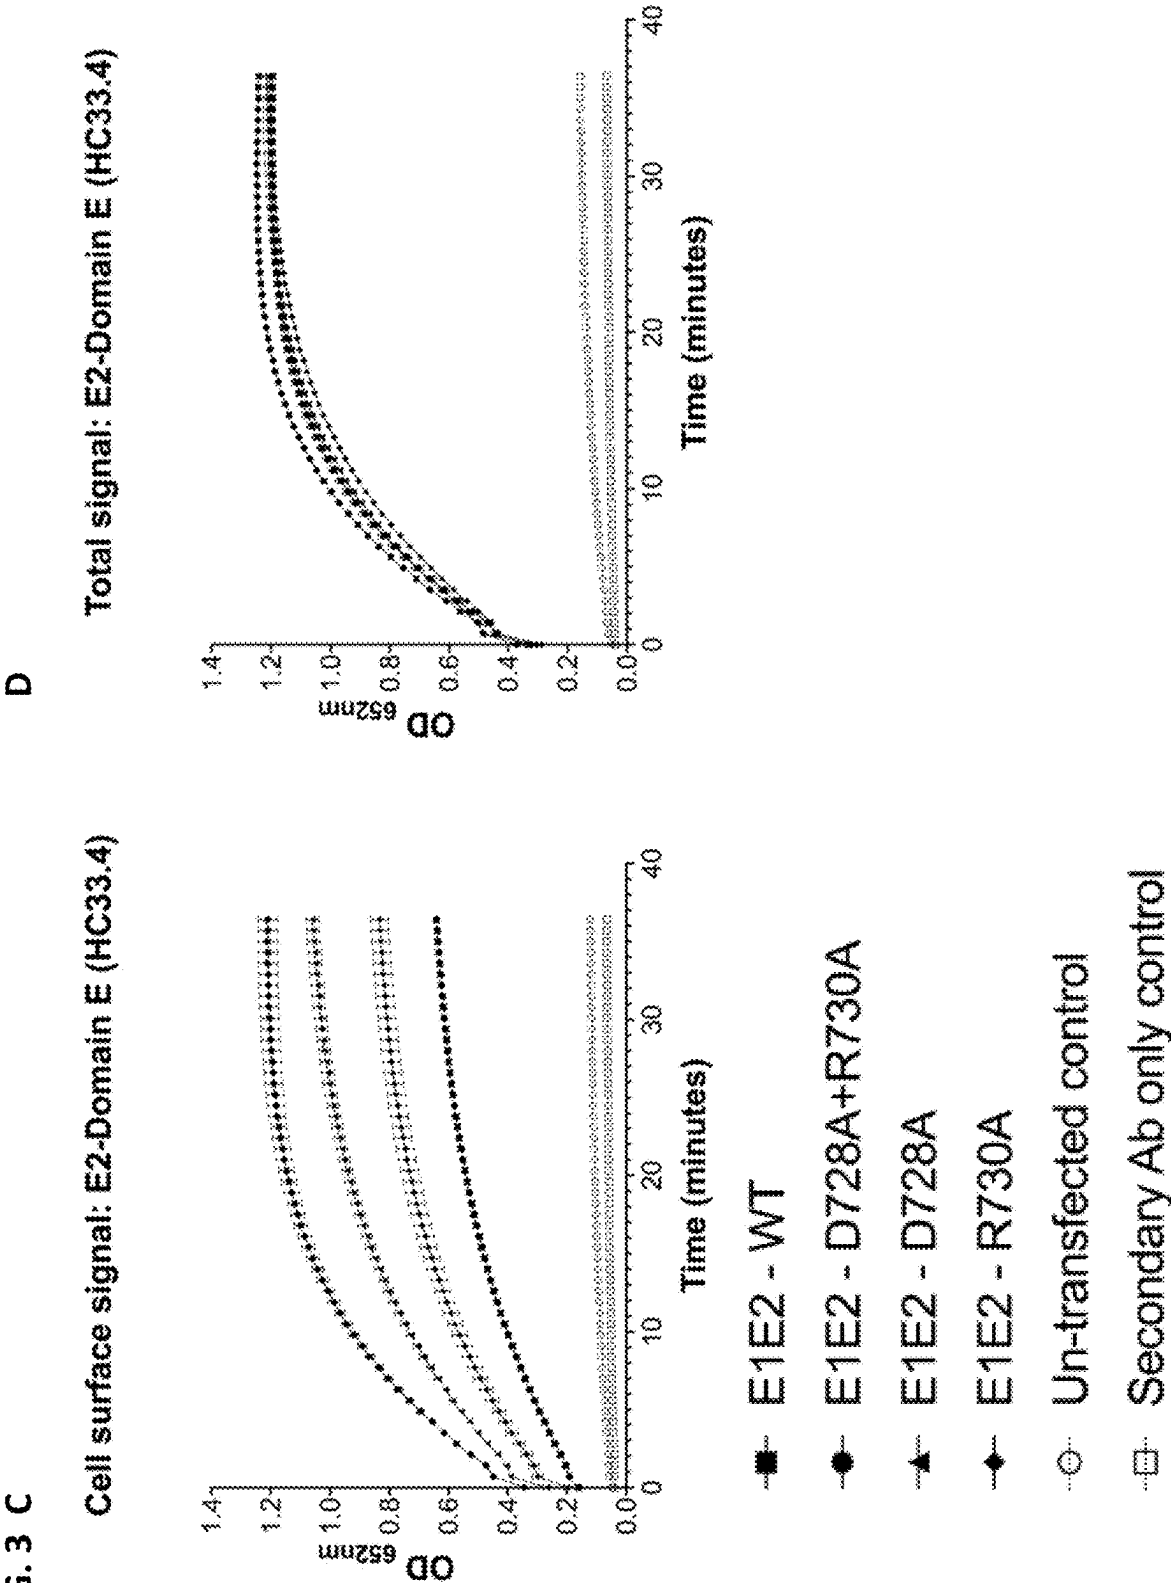 G. 3 C
Cell surface signal: E2-Domain E (HC33.4)
OD 652nm
1.4
1.2
1.0
0.8
0.6
0.4
0.2
0.0
0 10 20 30 40
Time (minutes)
D
Total signal: E2-Domain E (HC33.4)
OD 652nm
1.4
1.2
1.0
0.8
0.6
0.4
0.2
0.0
0 10 20 30 40
Time (minutes)
E1E2 - WT
E1E2 - D728A+R730A
E1E2 - D728A
E1E2 - R730A
Un-transfected control
Secondary Ab only control